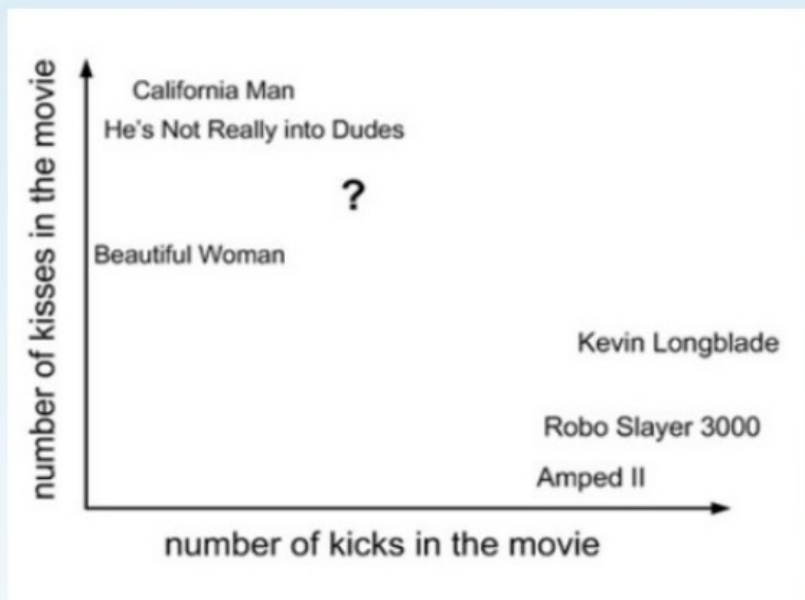 number of kisses in the movie
California Man
He's Not Really into Dudes
?
Beautiful Woman
Kevin Longblade
Robo Slayer 3000
Amped II
number of kicks in the movie